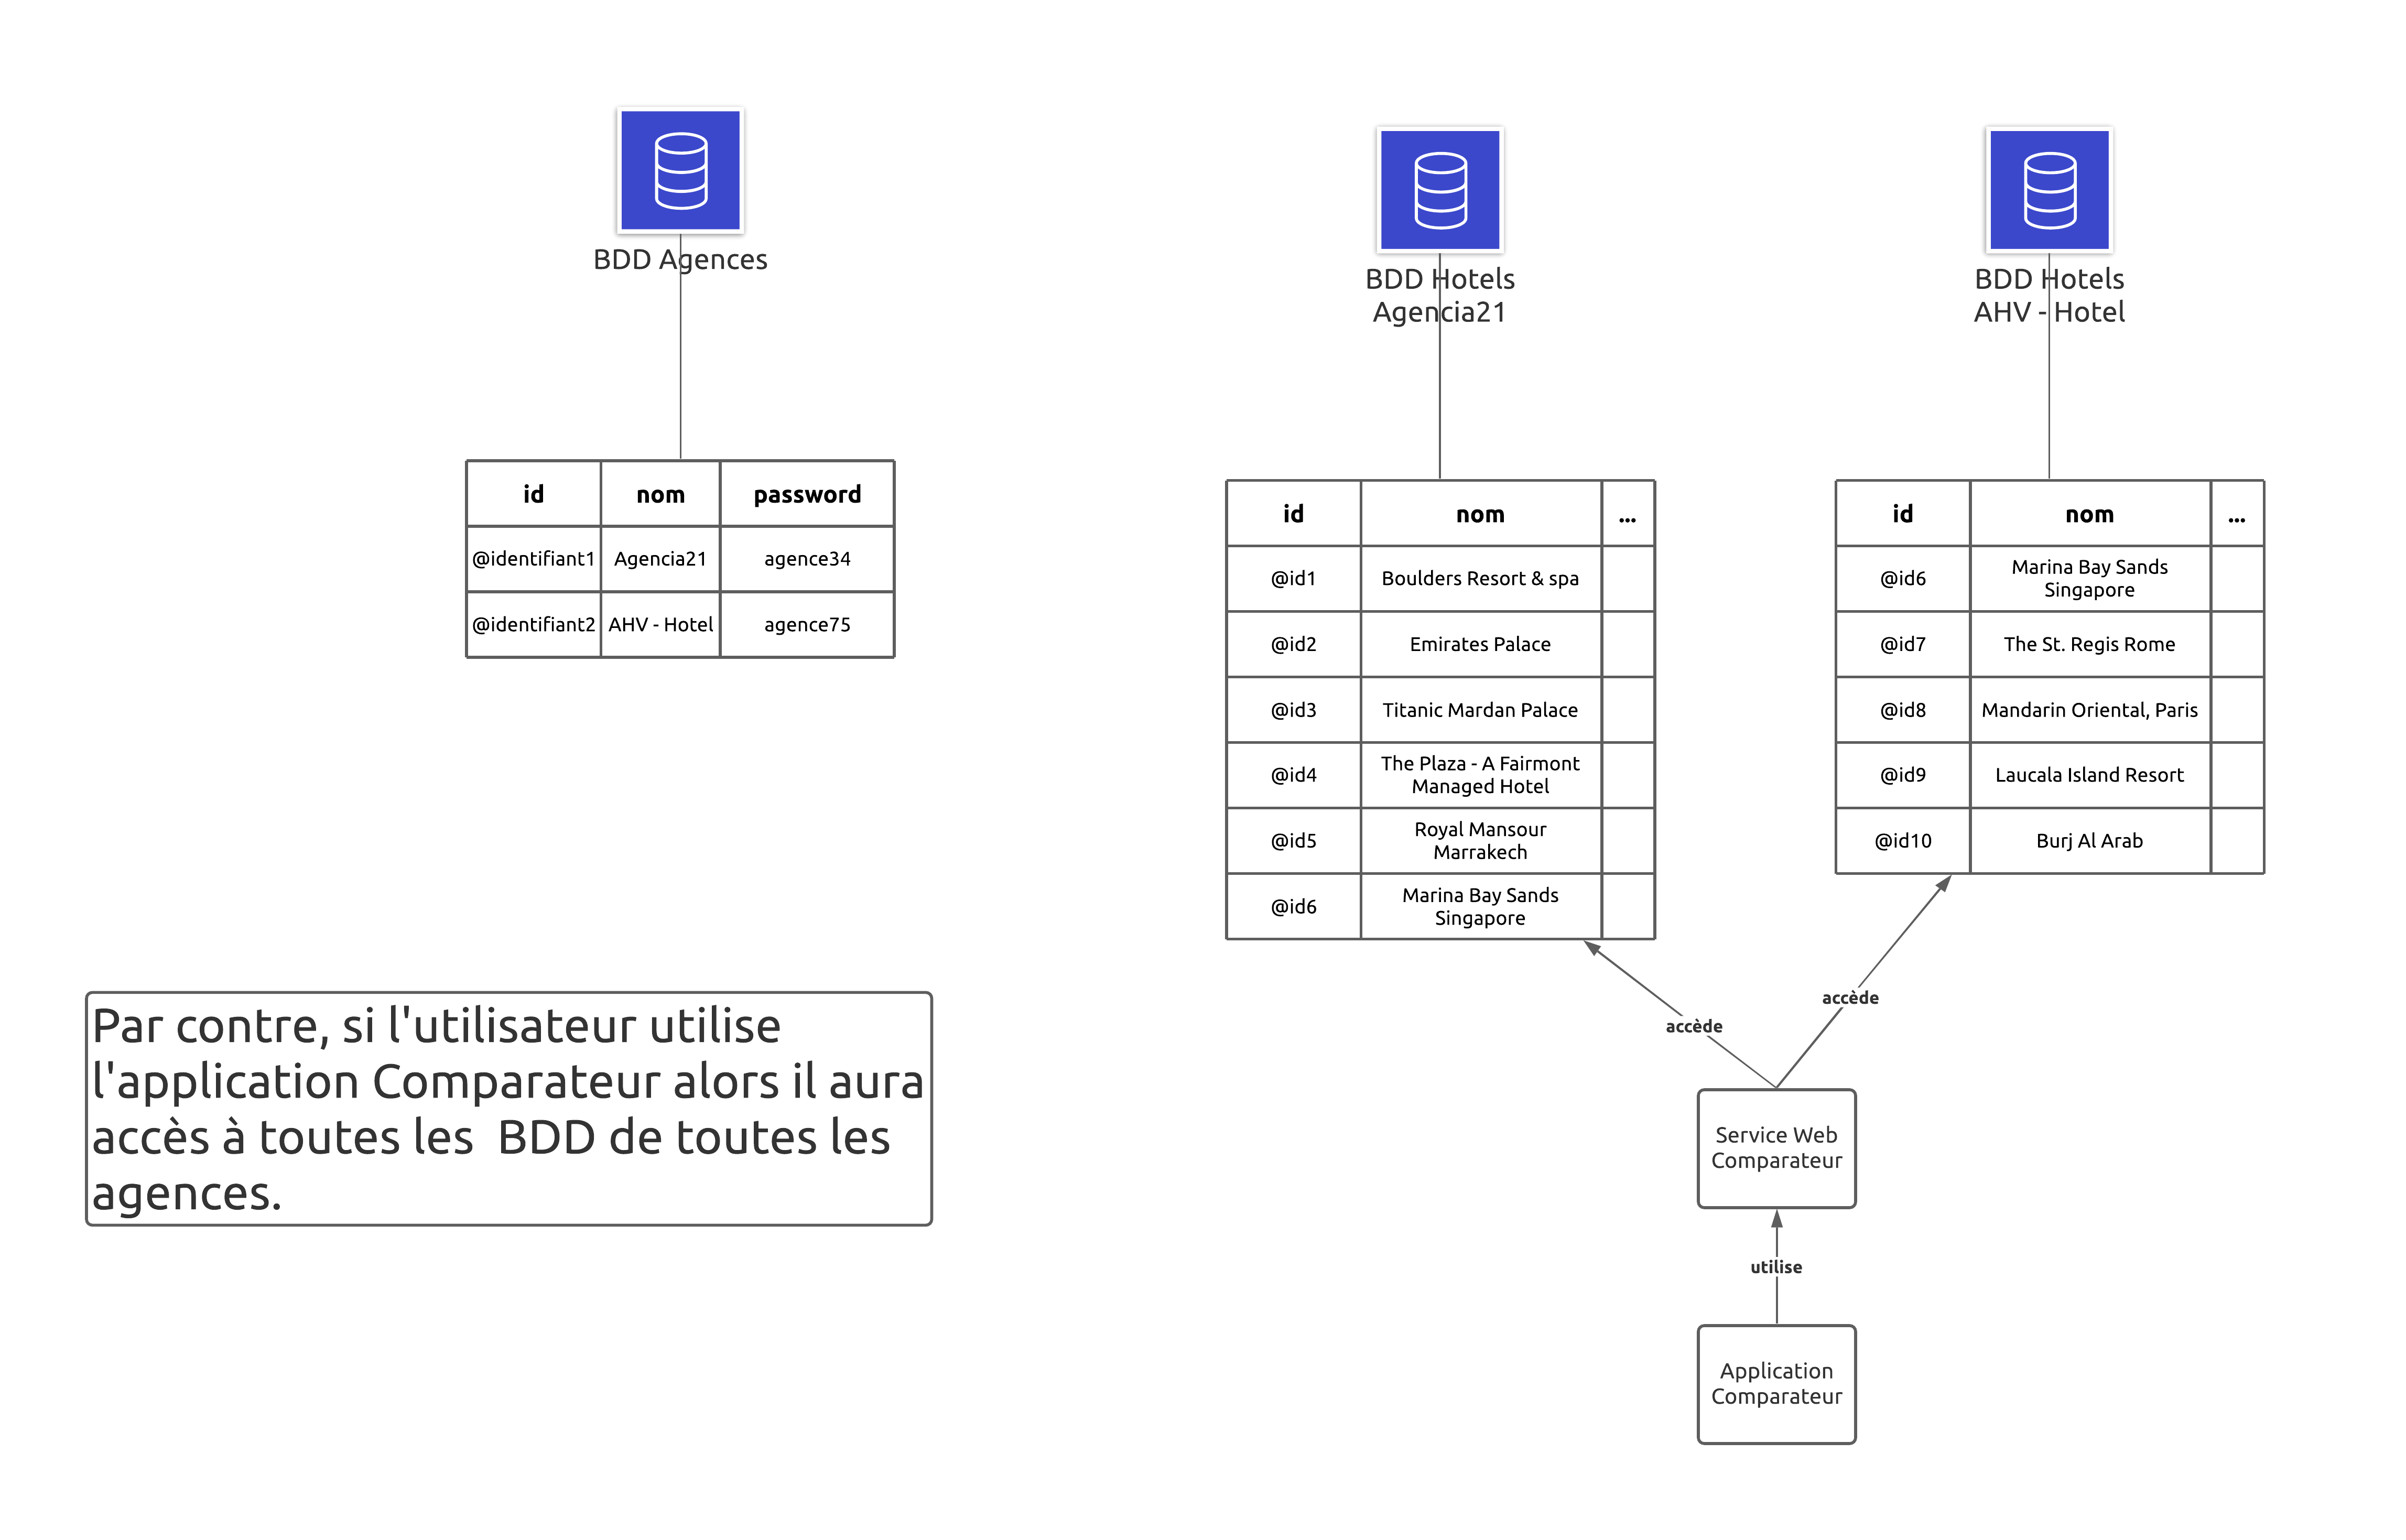 BDD Agences
id nom password
@identifiant1 Agencia21 agence34
@identifiant2 AHV - Hotel agence75
BDD Hotels
Agencia21
id nom ...
@id1 Boulders Resort & spa
@id2 Emirates Palace
@id3 Titanic Mardan Palace
@id4 The Plaza - A Fairmont
Managed Hotel
@id5 Royal Mansour
Marrakech
@id6 Marina Bay Sands
Singapore
BDD Hotels
AHV - Hotel
id nom ...
@id6 Marina Bay Sands
Singapore
@id7 The St. Regis Rome
@id8 Mandarin Oriental, Paris
@id9 Laucala Island Resort
@id10 Burj Al Arab
Par contre, si l'utilisateur utilise
l'application Comparateur alors il aura
accès à toutes les  BDD de toutes les
agences.
accède
accède
Service Web
Comparateur
utilise
Application
Comparateur